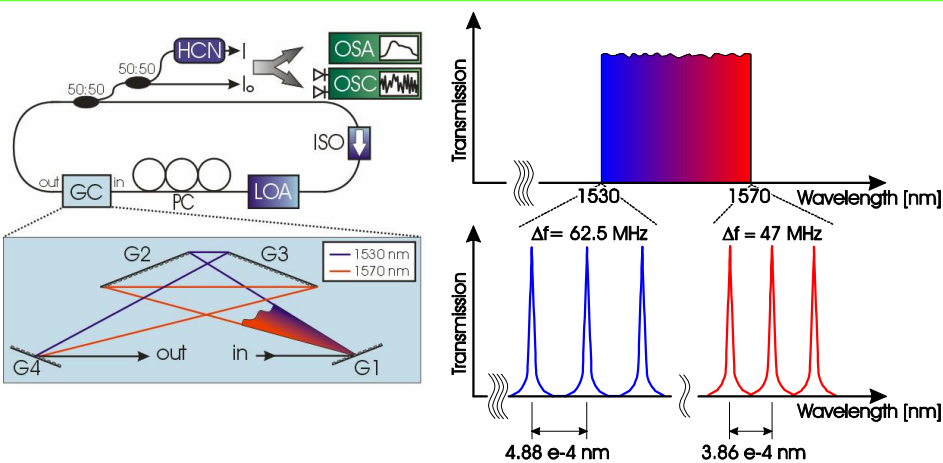 HCN
I
OSA
50:50
50:50
Iₒ
OSC
ISO
out
GC
in
PC
LOA
G2
G3
1530 nm
1570 nm
out
in
G4
G1
Transmission
1530
1570
Wavelength [nm]
Δf= 62.5 MHz
Δf = 47 MHz
Transmission
Wavelength [nm]
4.88 e-4 nm
3.86 e-4 nm